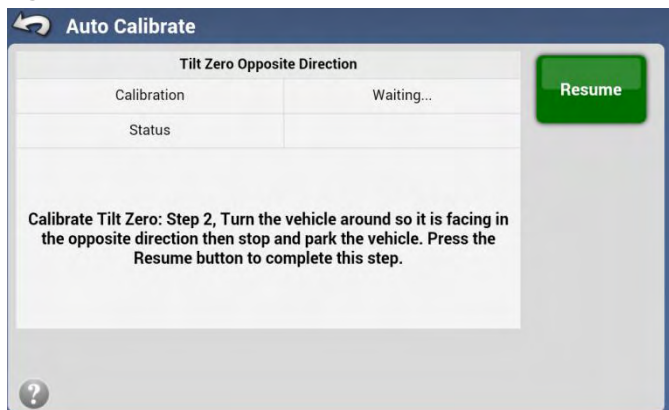 Auto Calibrate
Tilt Zero Opposite Direction
Calibration Waiting...
Resume
Status
Calibrate Tilt Zero: Step 2, Turn the vehicle around so it is facing in
the opposite direction then stop and park the vehicle. Press the
Resume button to complete this step.
?